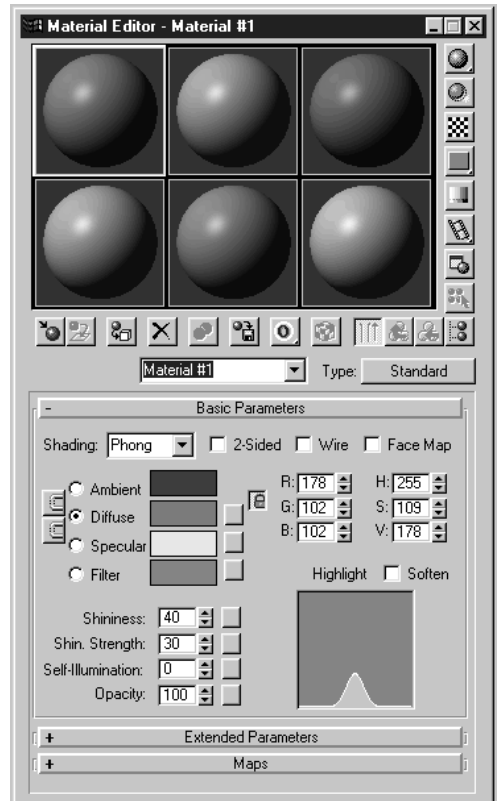 Material Editor - Material #1
Material #1 Type: Standard
- Basic Parameters
Shading: Phong 2-Sided Wire Face Map
Ambient R: 178 H: 255
Diffuse G: 102 S: 109
Specular B: 102 V: 178
Filter Highlight Soften
Shininess: 40
Shin. Strength: 30
Self-Illumination: 0
Opacity: 100
+ Extended Parameters
+ Maps